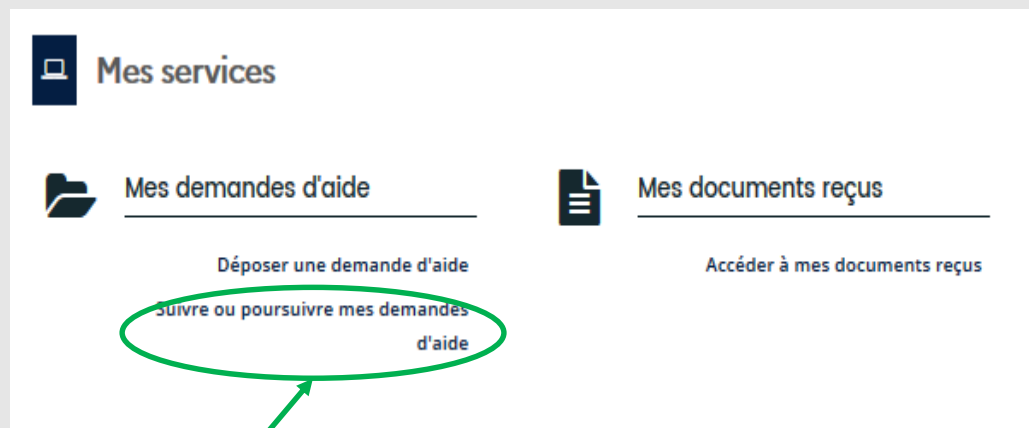 Mes services
Mes demandes d'aide
Déposer une demande d'aide
Suivre ou poursuivre mes demandes
d'aide
Mes documents reçus
Accéder à mes documents reçus